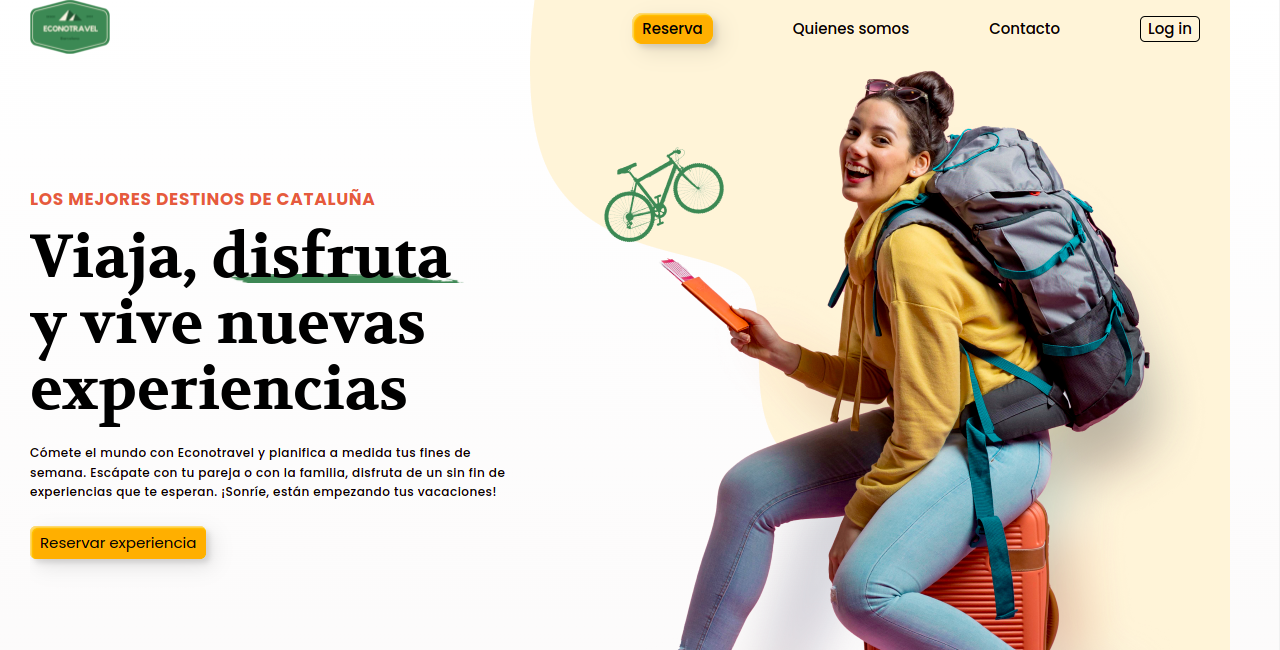 ECONOTRAVEL
Reserva
Quienes somos
Contacto
Log in
LOS MEJORES DESTINOS DE CATALUÑA
Viaja, disfruta
y vive nuevas
experiencias
Cómete el mundo con Econotravel y planifica a medida tus fines de
semana. Escápate con tu pareja o con la familia, disfruta de un sin fin de
experiencias que te esperan. ¡Sonríe, están empezando tus vacaciones!
Reservar experiencia